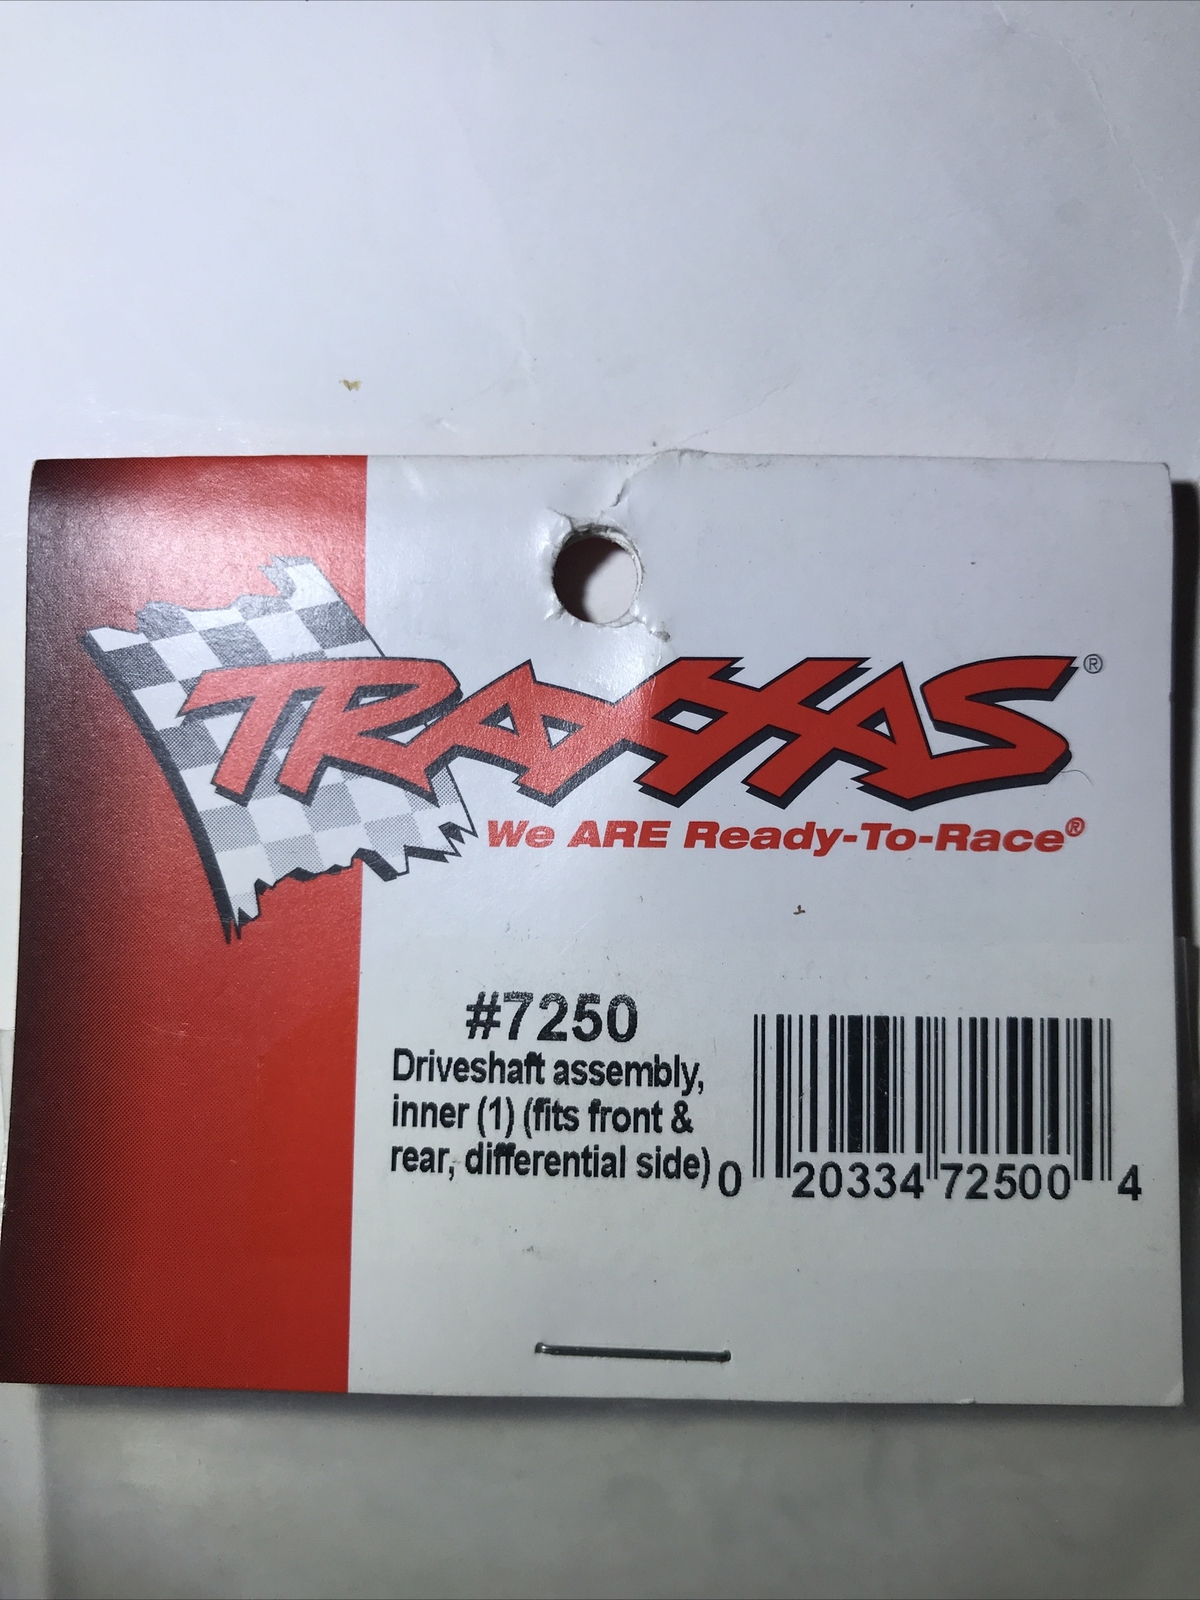 TRAXXAS®
We ARE Ready-To-Race®
#7250
Driveshaft assembly,
inner (1) (fits front &
rear, differential side)
0 20334 72500 4